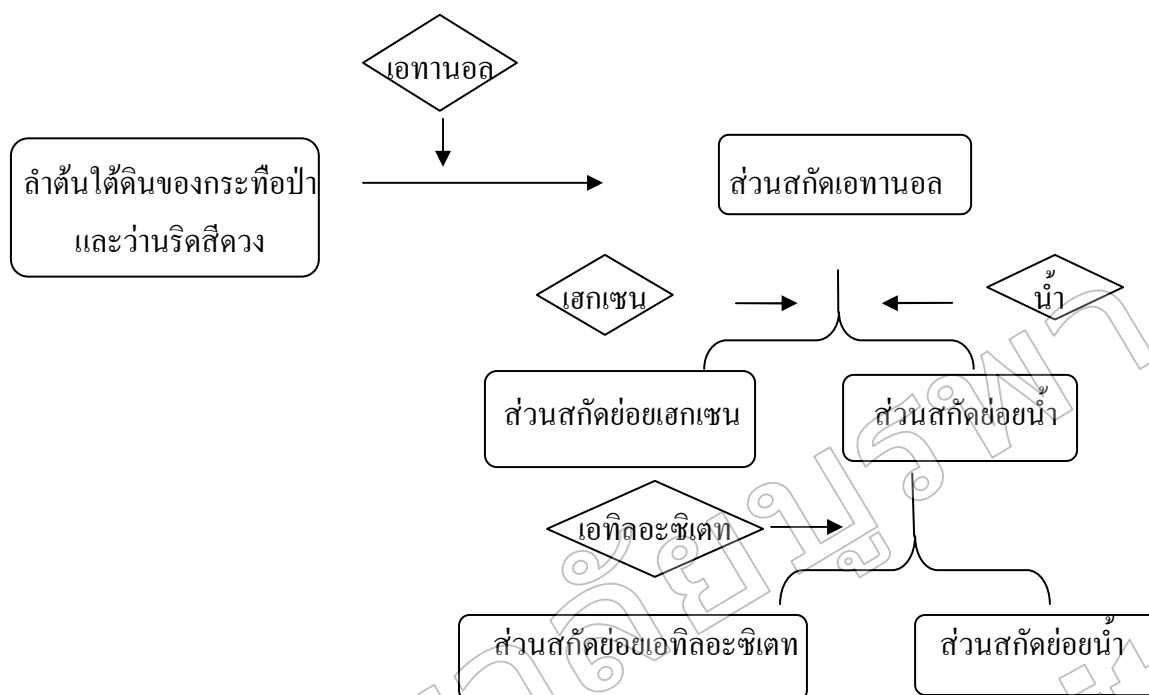 เอทานอล
ลำต้นใต้ดินของกระทือป่า
และว่านริดสีดวง
ส่วนสกัดเอทานอล
เฮกเซน
น้ำ
ส่วนสกัดย่อยเฮกเซน
ส่วนสกัดย่อยน้ำ
เอทิลอะซิเตท
ส่วนสกัดย่อยเอทิลอะซิเตท
ส่วนสกัดย่อยน้ำ